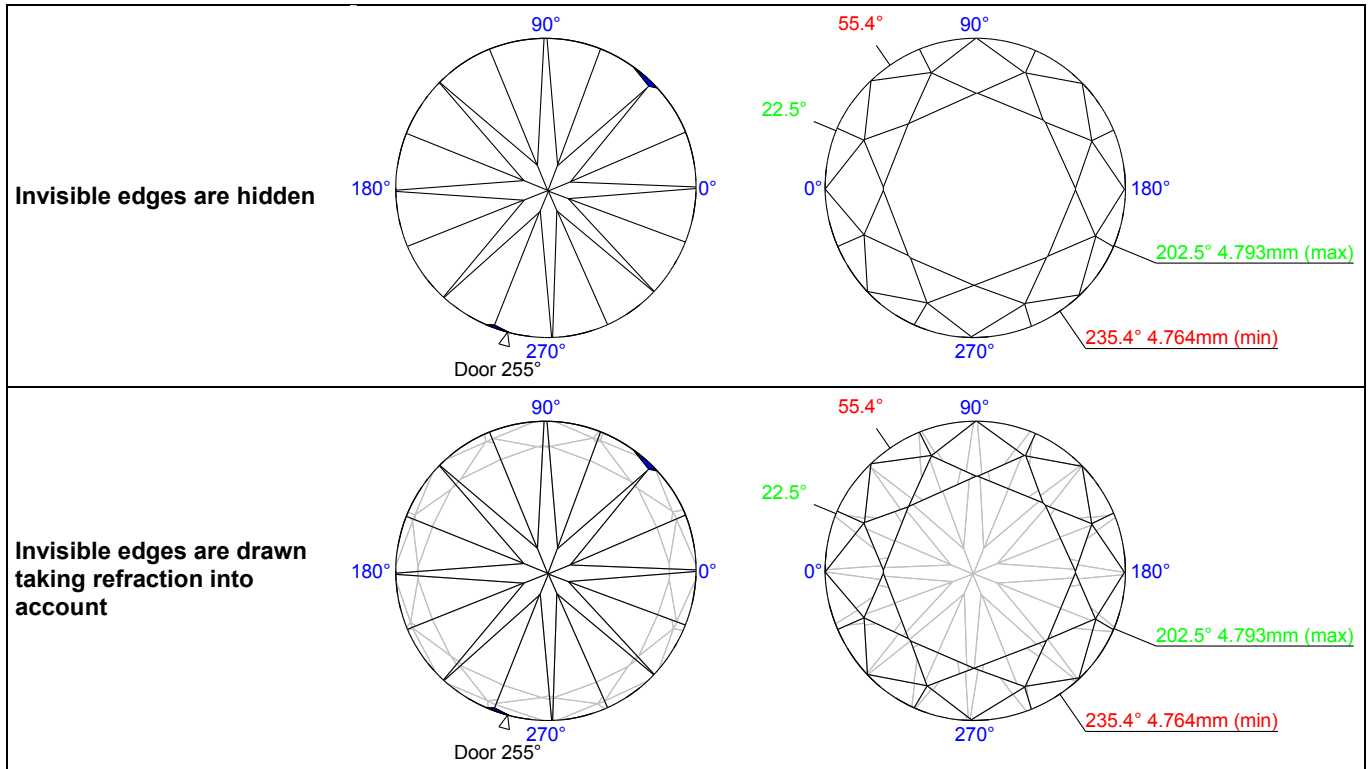 Invisible edges are hidden
90°
180°
0°
270°
Door 255°
55.4°
90°
22.5°
0°
180°
202.5° 4.793mm (max)
235.4° 4.764mm (min)
270°
Invisible edges are drawn
taking refraction into
account
90°
180°
0°
270°
Door 255°
55.4°
90°
22.5°
0°
180°
202.5° 4.793mm (max)
235.4° 4.764mm (min)
270°